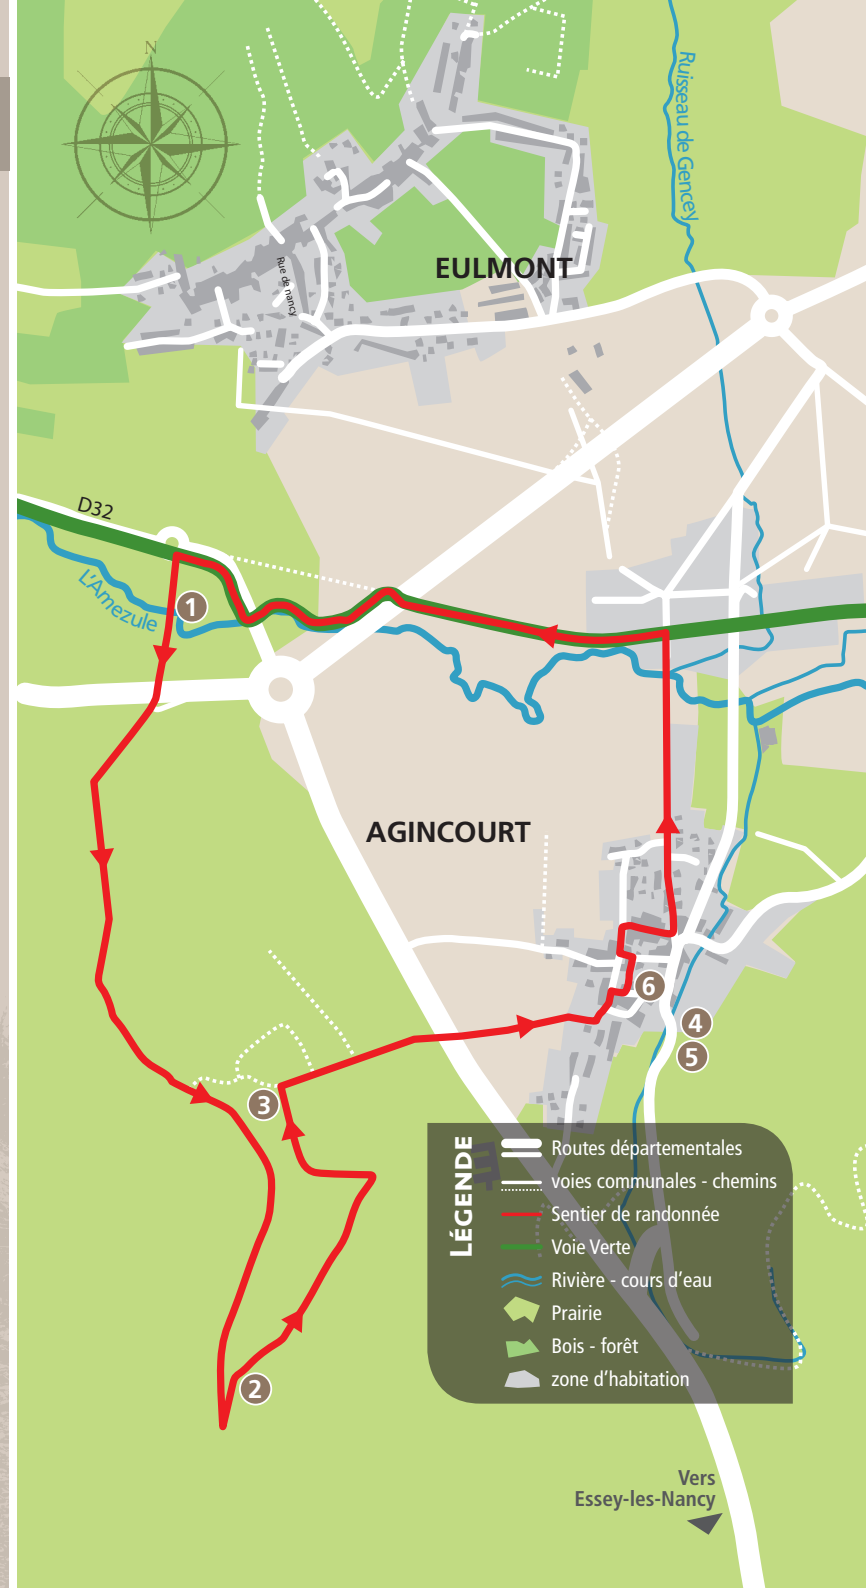 N
Ruisseau de Gencey
EULMONT
Rue de nancy
D32
L'Amezule
1
AGINCOURT
6
4
5
3
2
LÉGENDE
Routes départementales
voies communales - chemins
Sentier de randonnée
Voie Verte
Rivière - cours d'eau
Prairie
Bois - forêt
zone d'habitation
Vers
Essey-les-Nancy